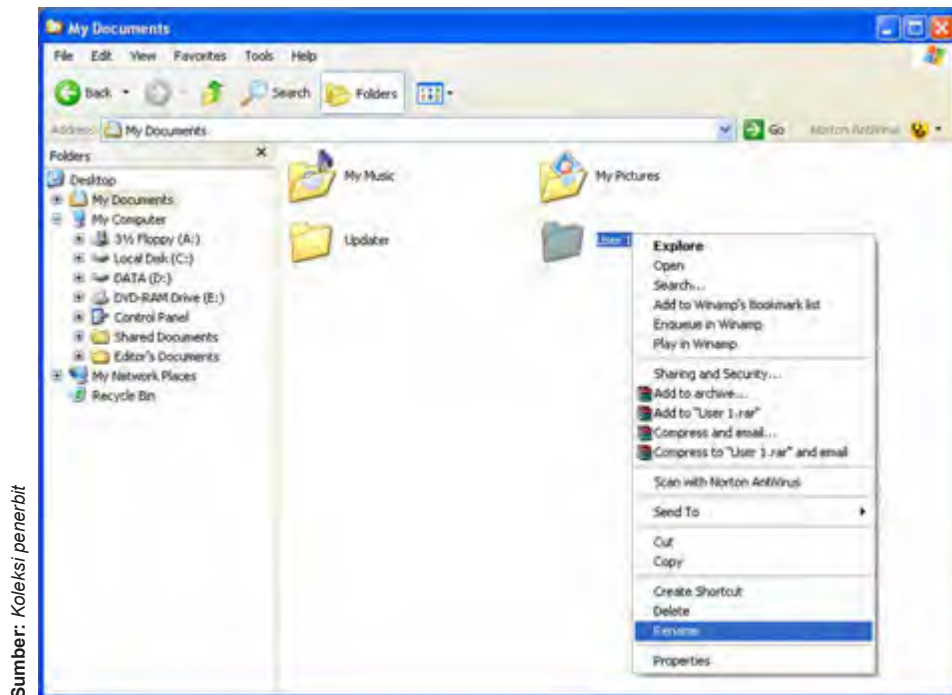 My Documents
File Edit View Favorites Tools Help
Back Search Folders
Address My Documents Go Norton AntiVirus
Folders
Desktop
My Documents
My Computer
3½ Floppy (A:)
Local Disk (C:)
DATA (D:)
DVD-RAM Drive (E:)
Control Panel
Shared Documents
Editor's Documents
My Network Places
Recycle Bin
My Music
My Pictures
Updater
User 1
Explore
Open
Search...
Add to Winamp's Bookmark list
Enqueue in Winamp
Play in Winamp
Sharing and Security...
Add to archive...
Add to "User 1.rar"
Compress and email...
Compress to "User 1.rar" and email
Scan with Norton AntiVirus
Send To
Cut
Copy
Create Shortcut
Delete
Rename
Properties
Sumber: Koleksi penerbit